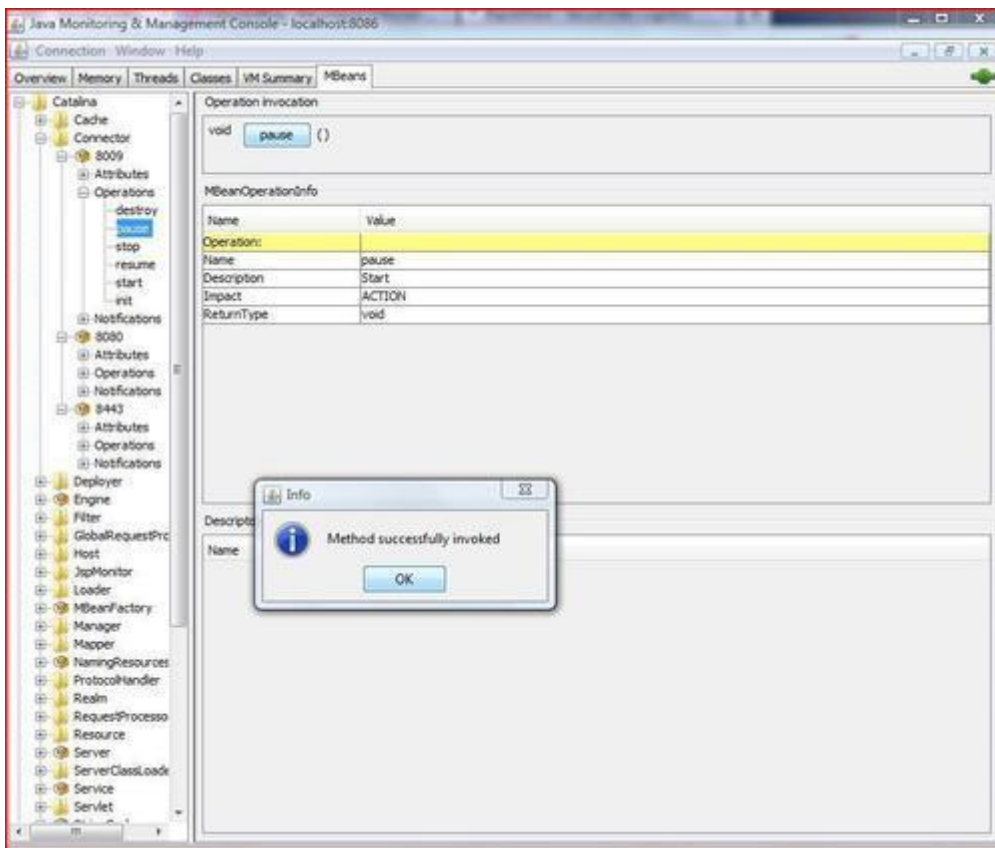 Java Monitoring & Management Console - localhost:8086
Connection Window Help
Overview Memory Threads Classes VM Summary MBeans
Catalina
Cache
Connector
8009
Attributes
Operations
destroy
pause
stop
resume
start
init
Notifications
8080
Attributes
Operations
Notifications
8443
Attributes
Operations
Notifications
Deployer
Engine
Filter
GlobalRequestPrc
Host
JspMonitor
Loader
MBeanFactory
Manager
Mapper
NamingResources
ProtocolHandler
Realm
RequestProcesso
Resource
Server
ServerClassLoade
Service
Servlet
Operation invocation
void pause ()
MBeanOperationInfo
Name Value
Operation:
Name pause
Description Start
Impact ACTION
ReturnType void
Descripto
Name
Info
Method successfully invoked
OK